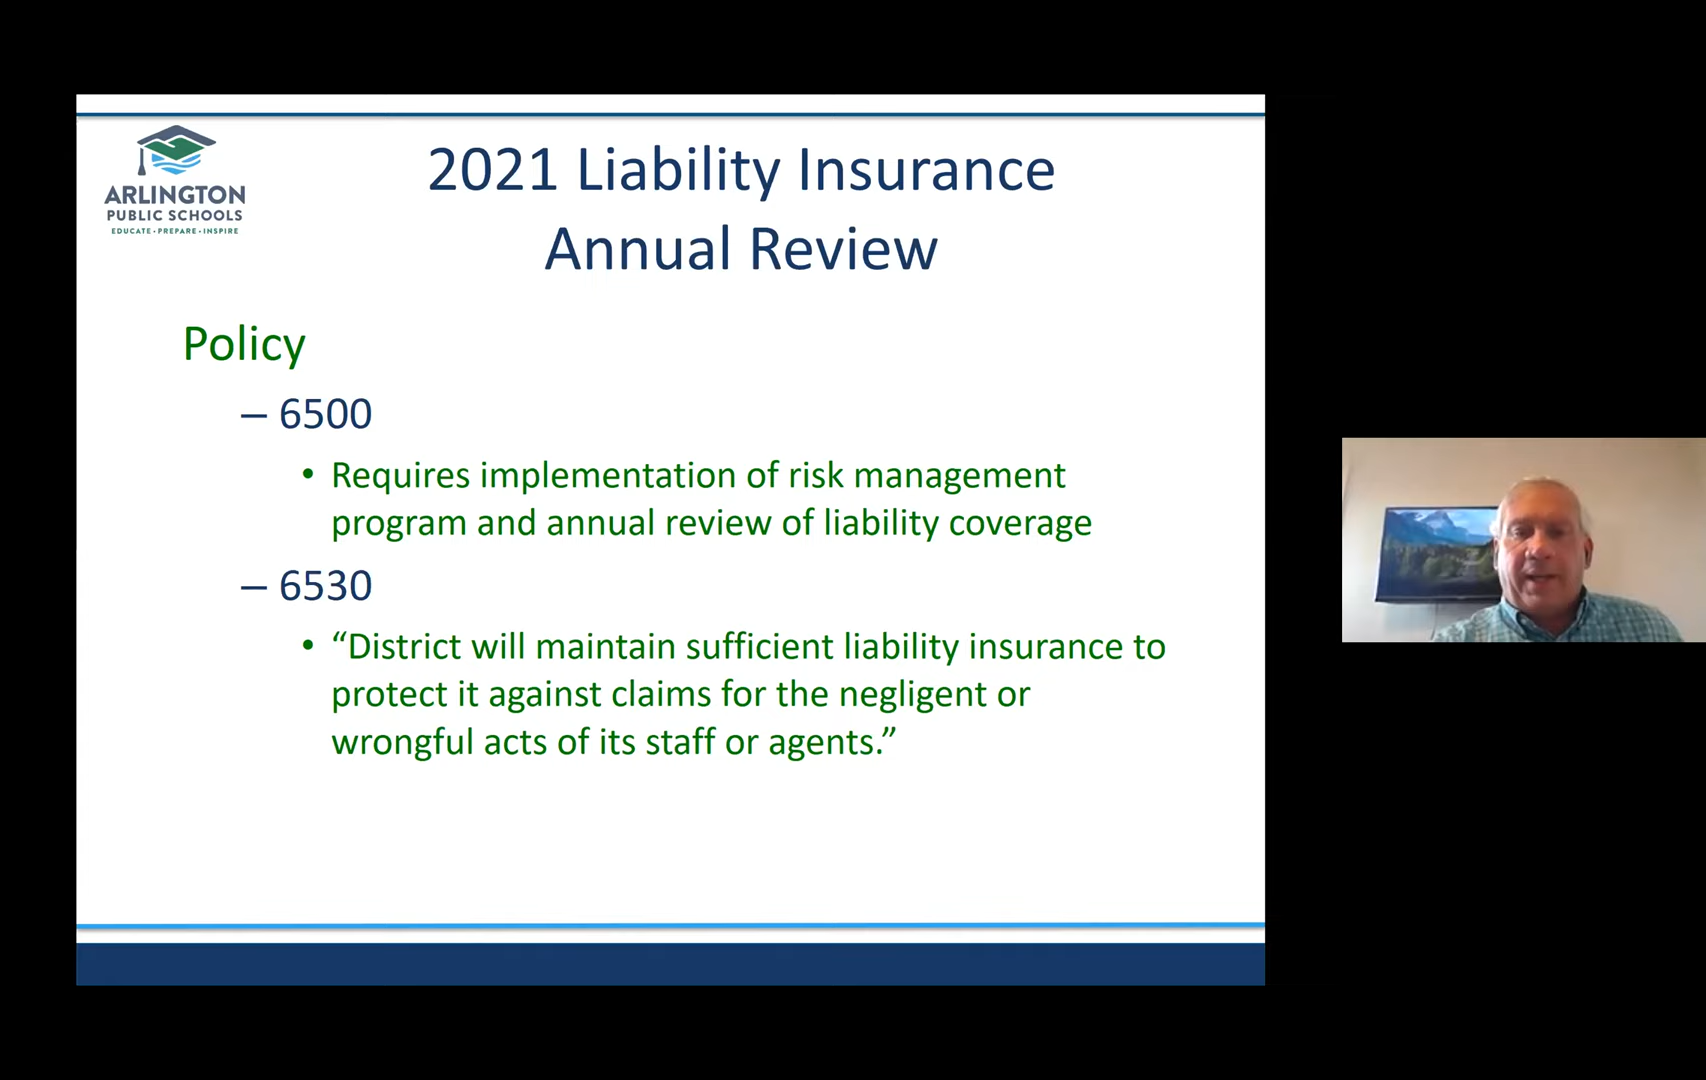 ARLINGTON
PUBLIC SCHOOLS
EDUCATE • PREPARE • INSPIRE
2021 Liability Insurance
Annual Review
Policy
– 6500
• Requires implementation of risk management
program and annual review of liability coverage
– 6530
• “District will maintain sufficient liability insurance to
protect it against claims for the negligent or
wrongful acts of its staff or agents.”